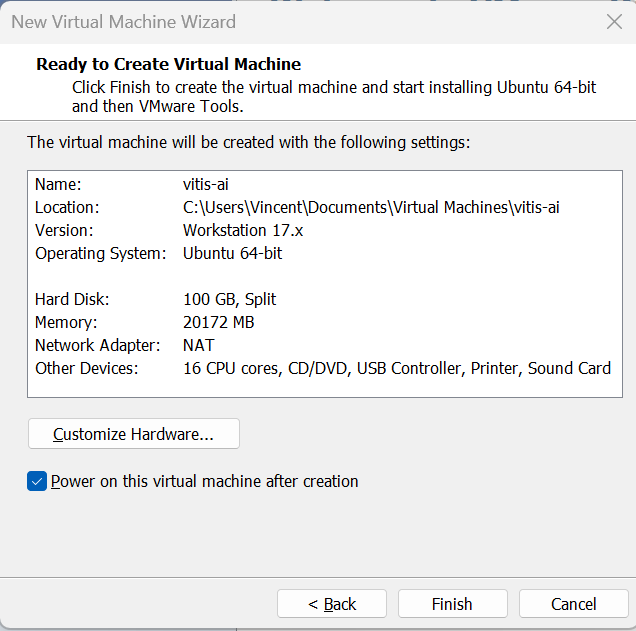 New Virtual Machine Wizard
Ready to Create Virtual Machine
Click Finish to create the virtual machine and start installing Ubuntu 64-bit
and then VMware Tools.
The virtual machine will be created with the following settings:
Name: vitis-ai
Location: C:\Users\Vincent\Documents\Virtual Machines\vitis-ai
Version: Workstation 17.x
Operating System: Ubuntu 64-bit
Hard Disk: 100 GB, Split
Memory: 20172 MB
Network Adapter: NAT
Other Devices: 16 CPU cores, CD/DVD, USB Controller, Printer, Sound Card
Customize Hardware...
Power on this virtual machine after creation
< Back Finish Cancel